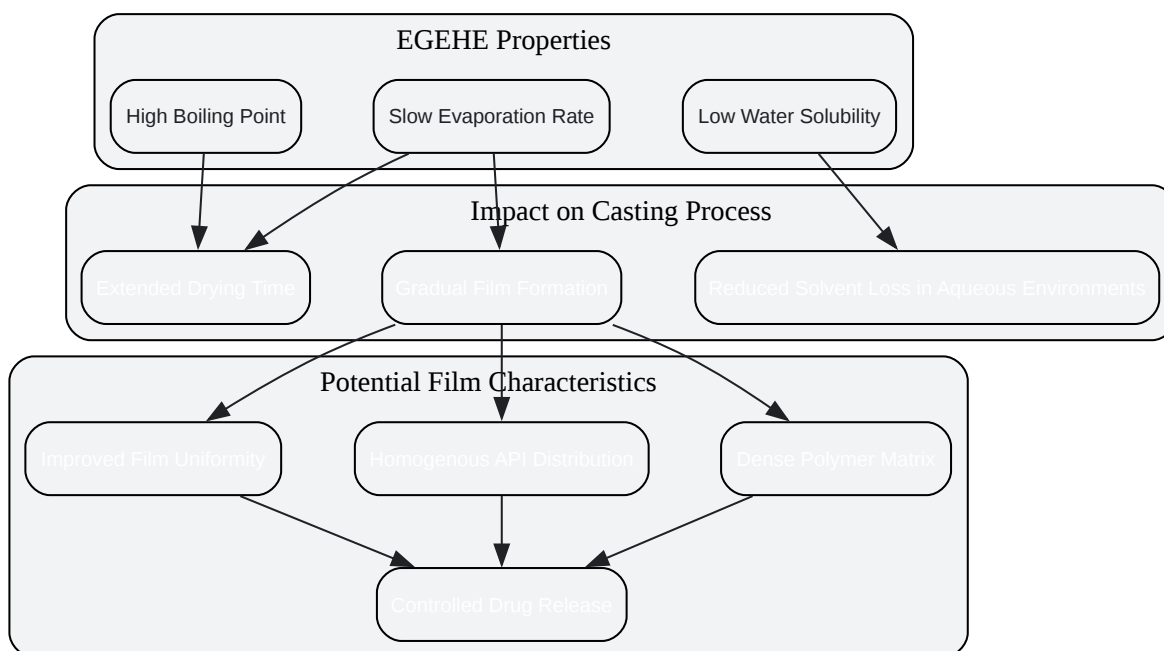 EGEHE Properties
High Boiling Point
Slow Evaporation Rate
Low Water Solubility
Impact on Casting Process
Extended Drying Time
Gradual Film Formation
Reduced Solvent Loss in Aqueous Environments
Potential Film Characteristics
Improved Film Uniformity
Homogenous API Distribution
Dense Polymer Matrix
Controlled Drug Release